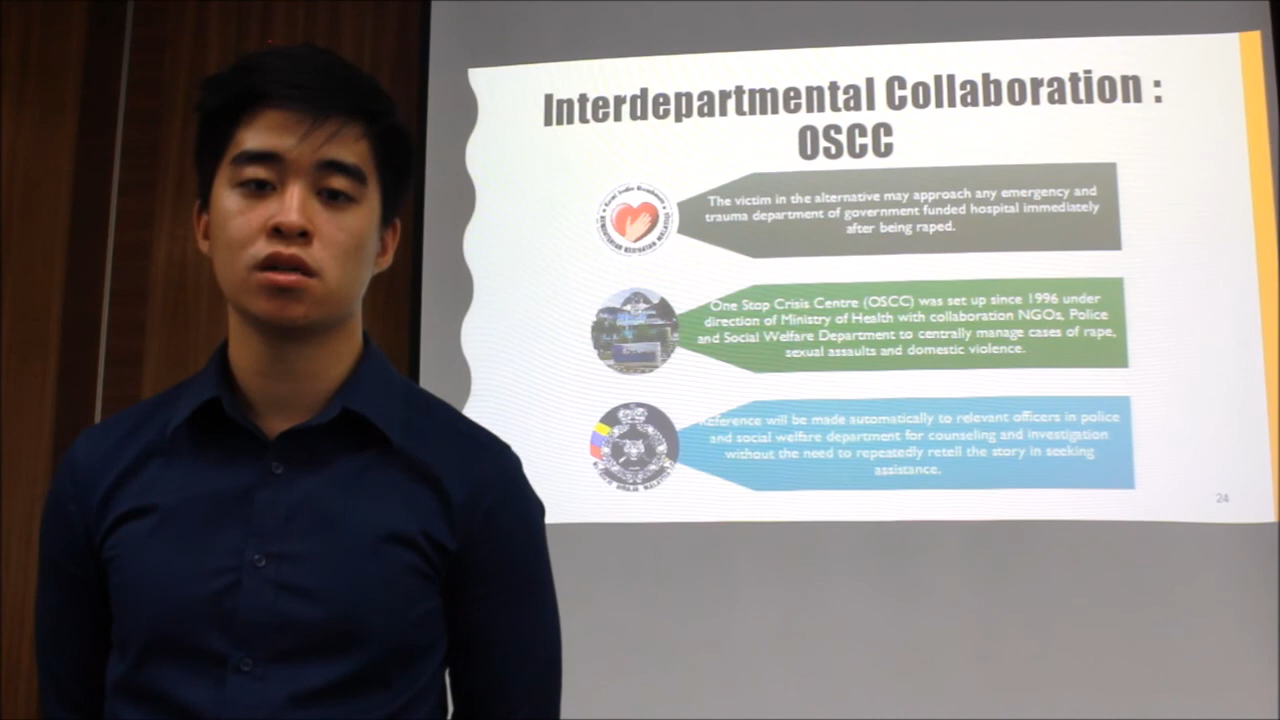 Interdepartmental Collaboration :
OSCC
The victim in the alternative may approach any emergency and
trauma department of government funded hospital immediately
after being raped.
One Stop Crisis Centre (OSCC) was set up since 1996 under
direction of Ministry of Health with collaboration NGOs, Police
and Social Welfare Department to centrally manage cases of rape,
sexual assaults and domestic violence.
Reference will be made automatically to relevant officers in police
and social welfare department for counseling and investigation
without the need to repeatedly retell the story in seeking
assistance.
24